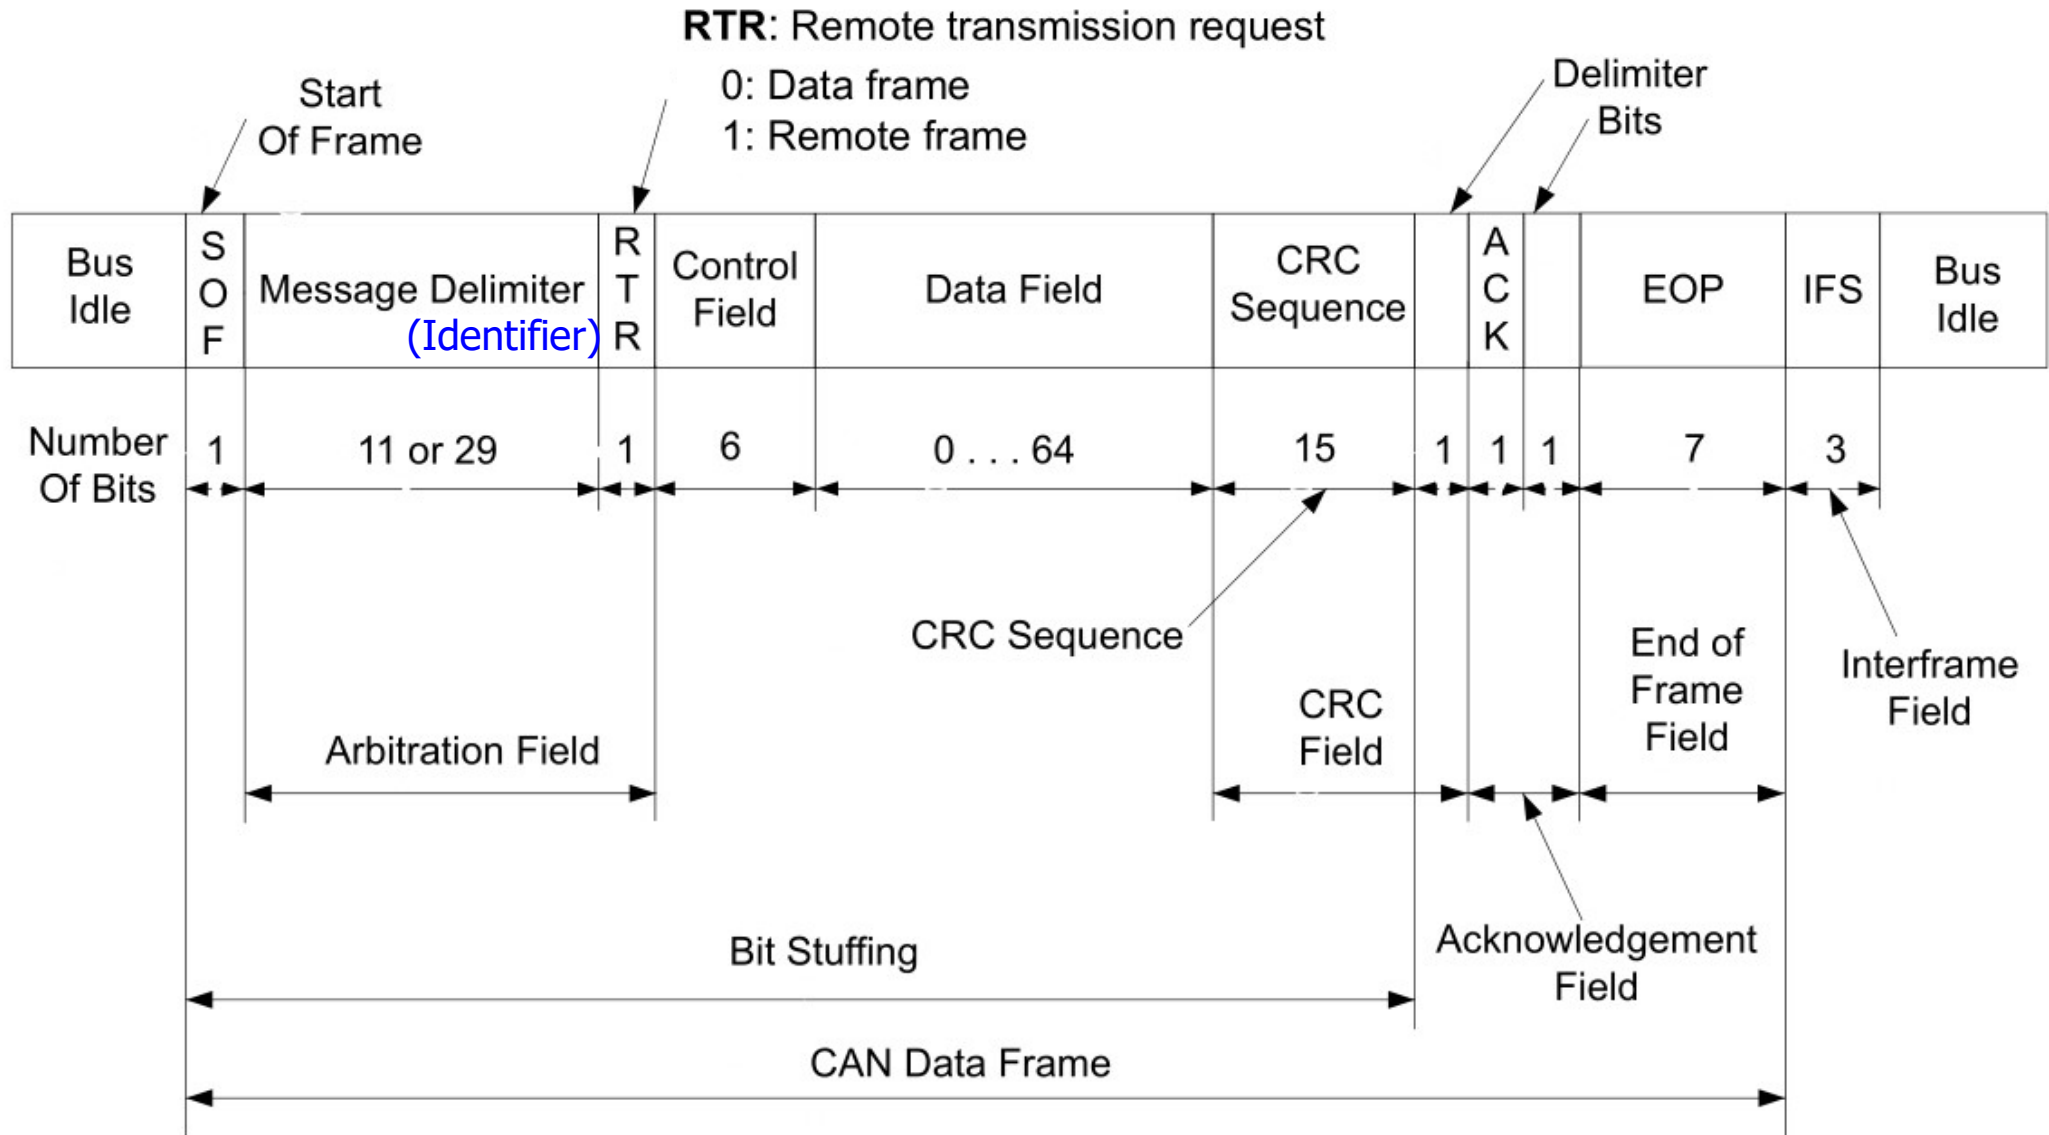 RTR: Remote transmission request
0: Data frame
1: Remote frame
Start
Of Frame
Delimiter
Bits
Bus
Idle
S
O
F
Message Delimiter
(Identifier)
R
T
R
Control
Field
Data Field
CRC
Sequence
A
C
K
EOP
IFS
Bus
Idle
Number
Of Bits
1
11 or 29
1
6
0 . . . 64
15
1
1
1
7
3
CRC Sequence
Arbitration Field
CRC
Field
End of
Frame
Field
Interframe
Field
Bit Stuffing
Acknowledgement
Field
CAN Data Frame